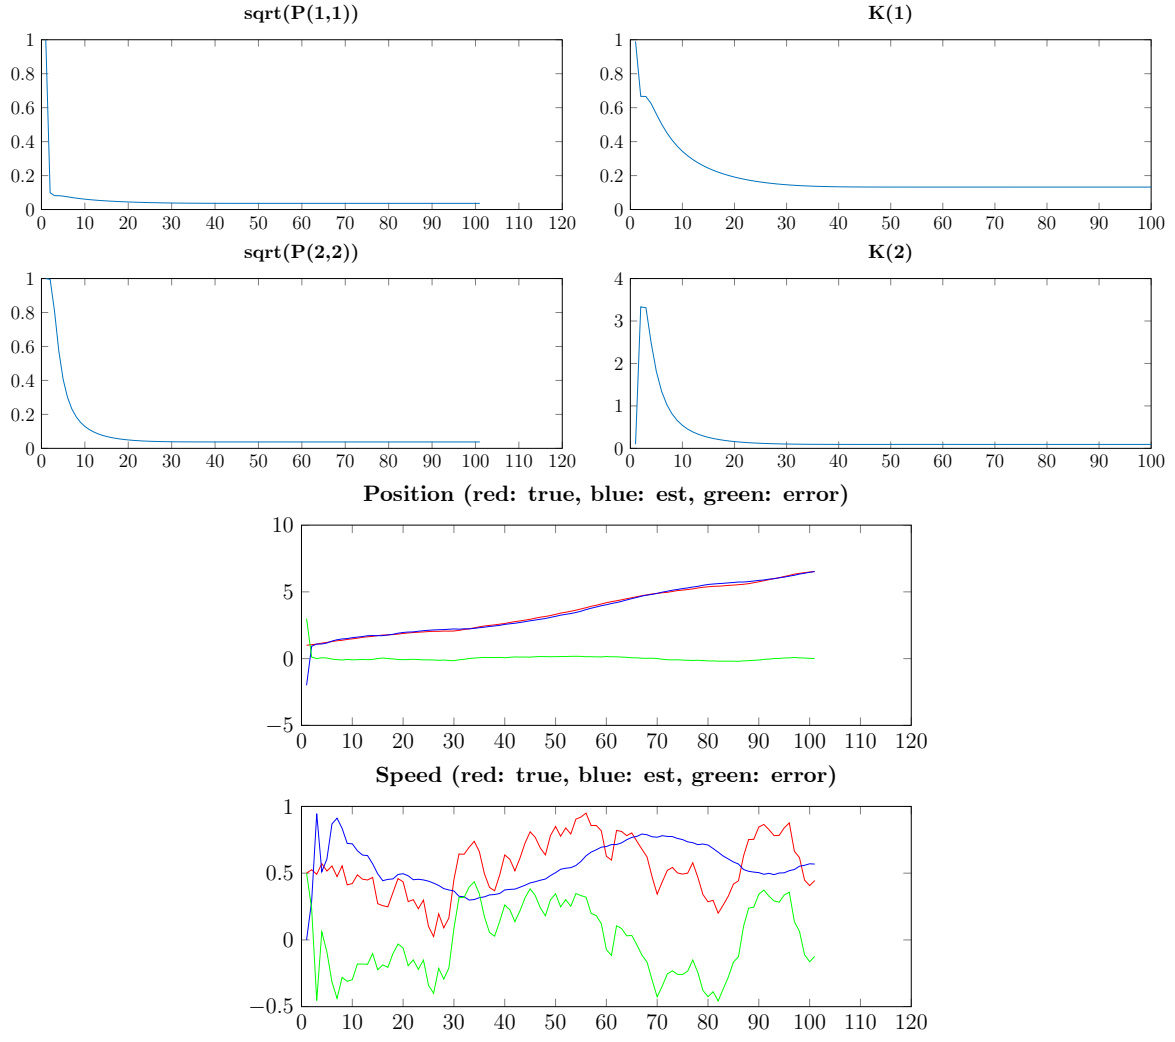 sqrt(P(1,1))
1
0.8
0.6
0.4
0.2
0
0 10 20 30 40 50 60 70 80 90 100 110 120
K(1)
1
0.8
0.6
0.4
0.2
0
0 10 20 30 40 50 60 70 80 90 100
sqrt(P(2,2))
1
0.8
0.6
0.4
0.2
0
0 10 20 30 40 50 60 70 80 90 100 110 120
K(2)
4
3
2
1
0
0 10 20 30 40 50 60 70 80 90 100
Position (red: true, blue: est, green: error)
10
5
0
−5
0 10 20 30 40 50 60 70 80 90 100 110 120
Speed (red: true, blue: est, green: error)
1
0.5
0
−0.5
0 10 20 30 40 50 60 70 80 90 100 110 120